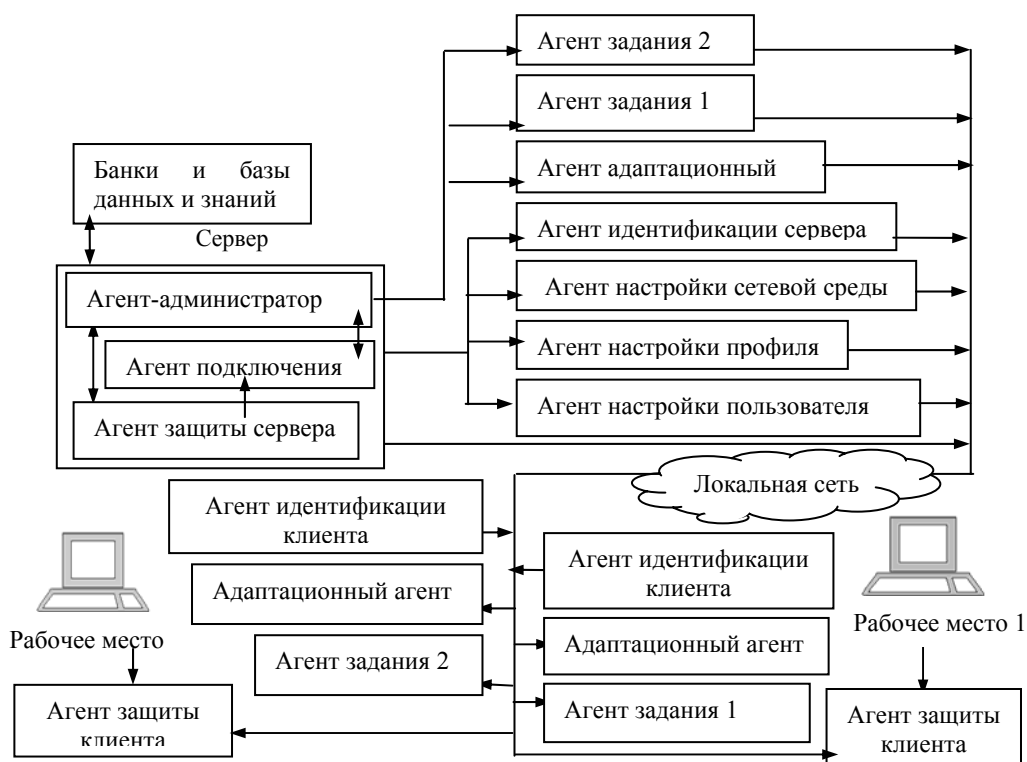 Агент задания 2
Агент задания 1
Банки и базы
данных и знаний
Агент адаптационный
Сервер
Агент идентификации сервера
Агент-администратор
Агент настройки сетевой среды
Агент подключения
Агент настройки профиля
Агент защиты сервера
Агент настройки пользователя
Локальная сеть
Агент идентификации
клиента
Агент идентификации
клиента
Адаптационный агент
Рабочее место
Рабочее место 1
Агент задания 2
Адаптационный агент
Агент защиты
клиента
Агент задания 1
Агент защиты
клиента